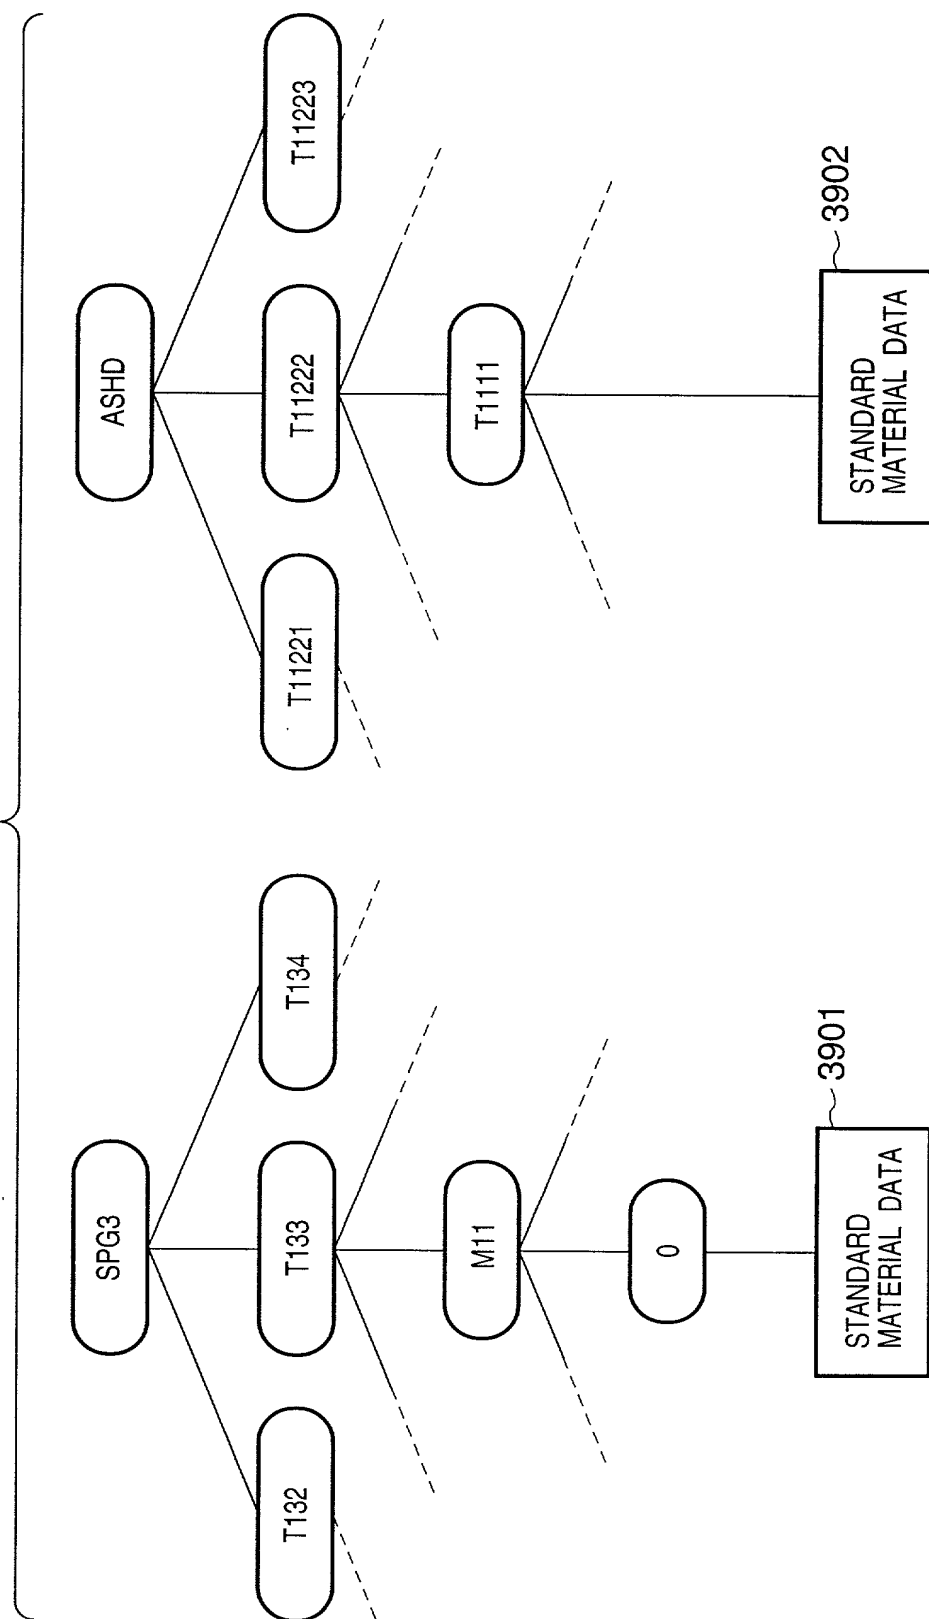 SPG3
T132
T133
T134
M11
0
STANDARD
MATERIAL DATA
3901
ASHD
T11221
T11222
T11223
T1111
STANDARD
MATERIAL DATA
3902